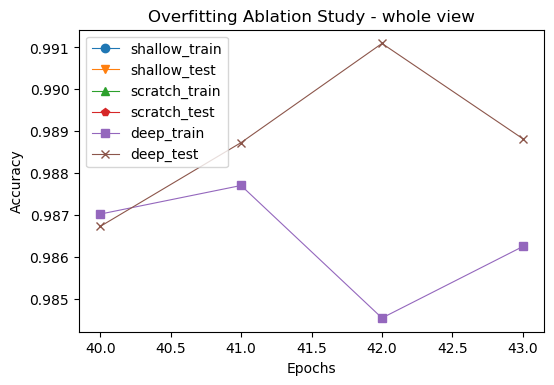 Overfitting Ablation Study - whole view
Accuracy
0.991
0.990
0.989
0.988
0.987
0.986
0.985
shallow_train
shallow_test
scratch_train
scratch_test
deep_train
deep_test
40.0
40.5
41.0
41.5
42.0
42.5
43.0
Epochs